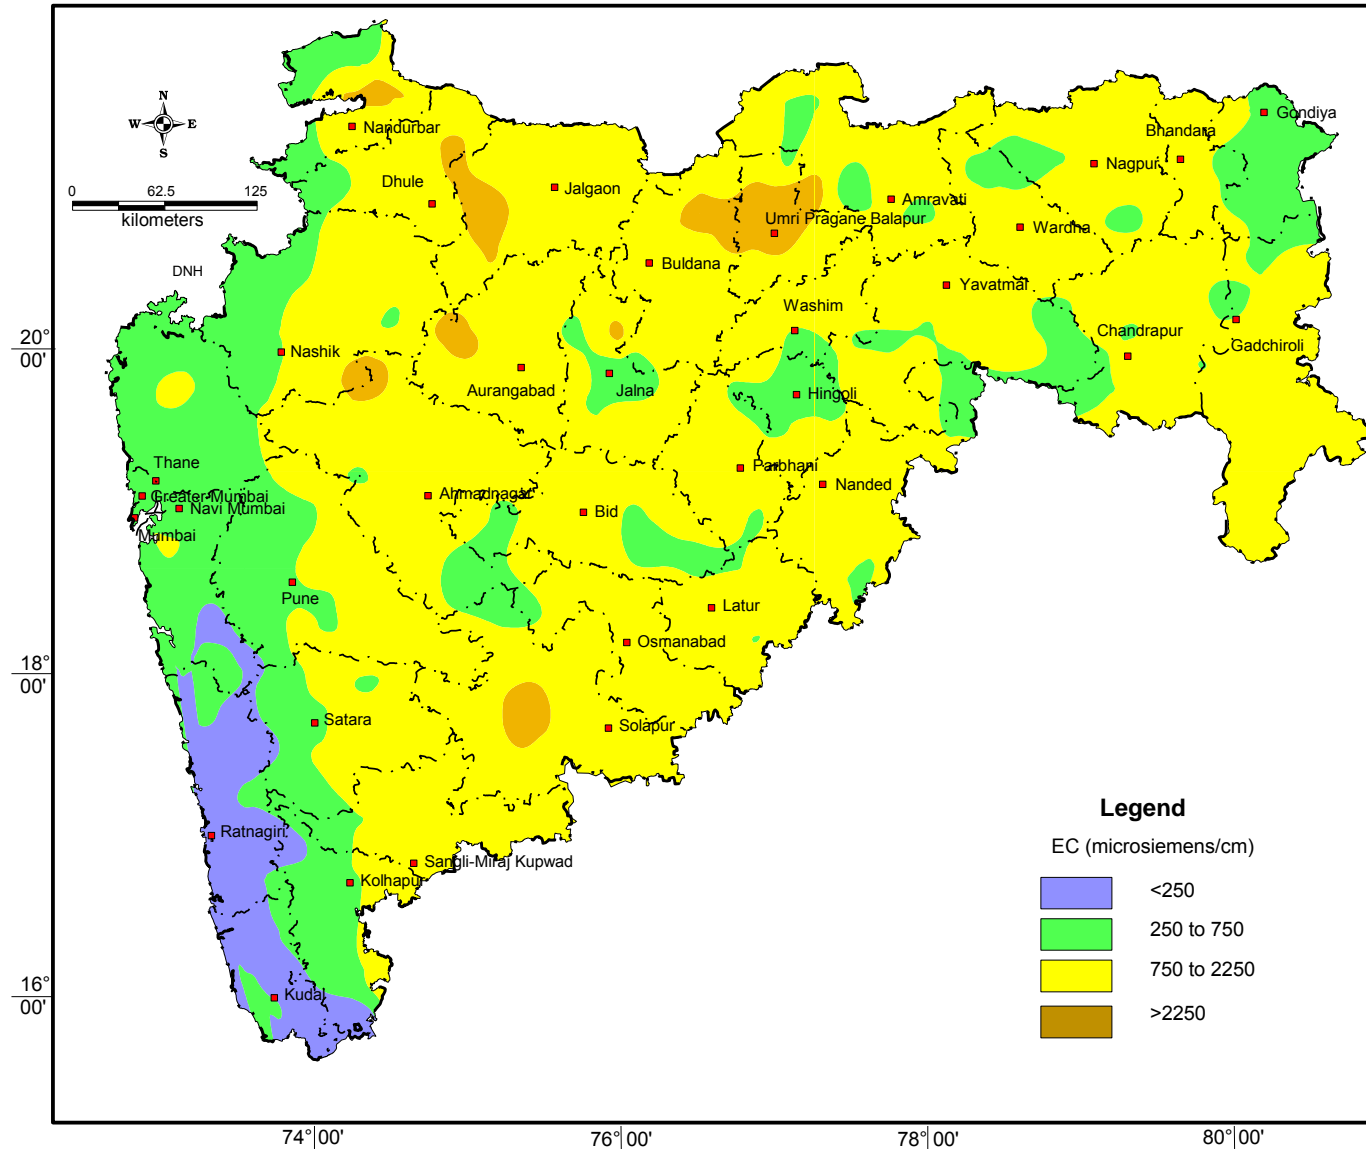 N
W
E
S
0
62.5
125
kilometers
DNH
Nandurbar
Dhule
Jalgaon
Umri Pragane Balapur
Amravati
Buldana
Nagpur
Bhandara
Gondiya
Wardha
Yavatmal
Washim
Chandrapur
Gadchiroli
Nashik
Aurangabad
Jalna
Hingoli
Parbhani
Nanded
Thane
Greater Mumbai
Navi Mumbai
Mumbai
Ahmadnagar
Bid
Pune
Latur
Osmanabad
Satara
Solapur
Ratnagiri
Sangli-Miraj Kupwad
Kolhapur
Kudal
20°
00'
18°
00'
16°
00'
74°00'
76°00'
78°00'
80°00'
Legend
EC (microsiemens/cm)
<250
250 to 750
750 to 2250
>2250